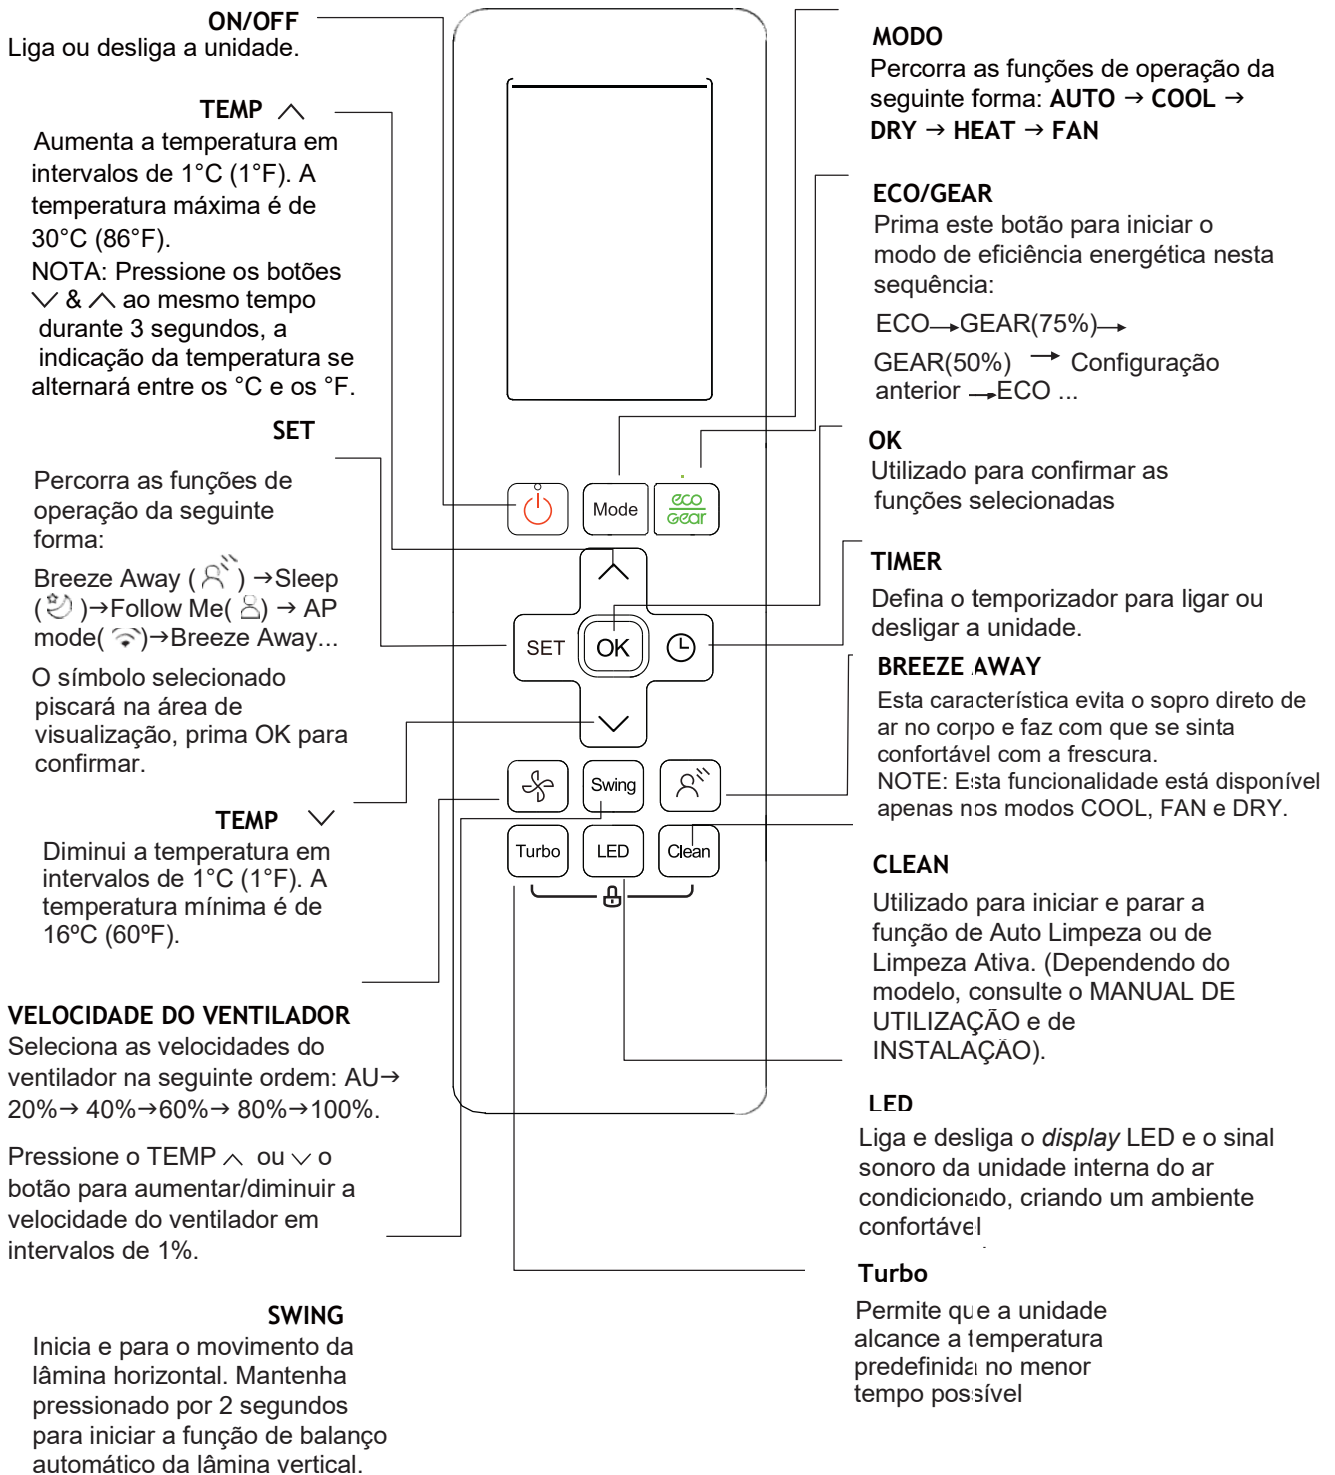 ON/OFF
Liga ou desliga a unidade.
TEMP
Aumenta a temperatura em
intervalos de 1°C (1°F). A
temperatura máxima é de
30°C (86°F).
NOTA: Pressione os botões
& ao mesmo tempo
durante 3 segundos, a
indicação da temperatura se
alternará entre os °C e os °F.
SET
Percorra as funções de
operação da seguinte
forma:
Breeze Away ( ) →Sleep
( )→Follow Me( ) → AP
mode( )→Breeze Away...
O símbolo selecionado
piscará na área de
visualização, prima OK para
confirmar.
TEMP
Diminui a temperatura em
intervalos de 1°C (1°F). A
temperatura mínima é de
16ºC (60ºF).
VELOCIDADE DO VENTILADOR
Seleciona as velocidades do
ventilador na seguinte ordem: AU→
20%→ 40%→60%→ 80%→100%.
Pressione o TEMP ou o
botão para aumentar/diminuir a
velocidade do ventilador em
intervalos de 1%.
SWING
Inicia e para o movimento da
lâmina horizontal. Mantenha
pressionado por 2 segundos
para iniciar a função de balanço
automático da lâmina vertical.
Mode
eco
Gear
SET
OK
Swing
Turbo
LED
Clean
MODO
Percorra as funções de operação da
seguinte forma: AUTO → COOL →
DRY → HEAT → FAN
ECO/GEAR
Prima este botão para iniciar o
modo de eficiência energética nesta
sequência:
ECO→GEAR(75%)→
GEAR(50%) → Configuração
anterior →ECO ...
OK
Utilizado para confirmar as
funções selecionadas
TIMER
Defina o temporizador para ligar ou
desligar a unidade.
BREEZE AWAY
Esta característica evita o sopro direto de
ar no corpo e faz com que se sinta
confortável com a frescura.
NOTE: Esta funcionalidade está disponível
apenas nos modos COOL, FAN e DRY.
CLEAN
Utilizado para iniciar e parar a
função de Auto Limpeza ou de
Limpeza Ativa. (Dependendo do
modelo, consulte o MANUAL DE
UTILIZAÇÃO e de
INSTALAÇÃO).
LED
Liga e desliga o display LED e o sinal
sonoro da unidade interna do ar
condicionado, criando um ambiente
confortável
Turbo
Permite que a unidade
alcance a temperatura
predefinida no menor
tempo possível